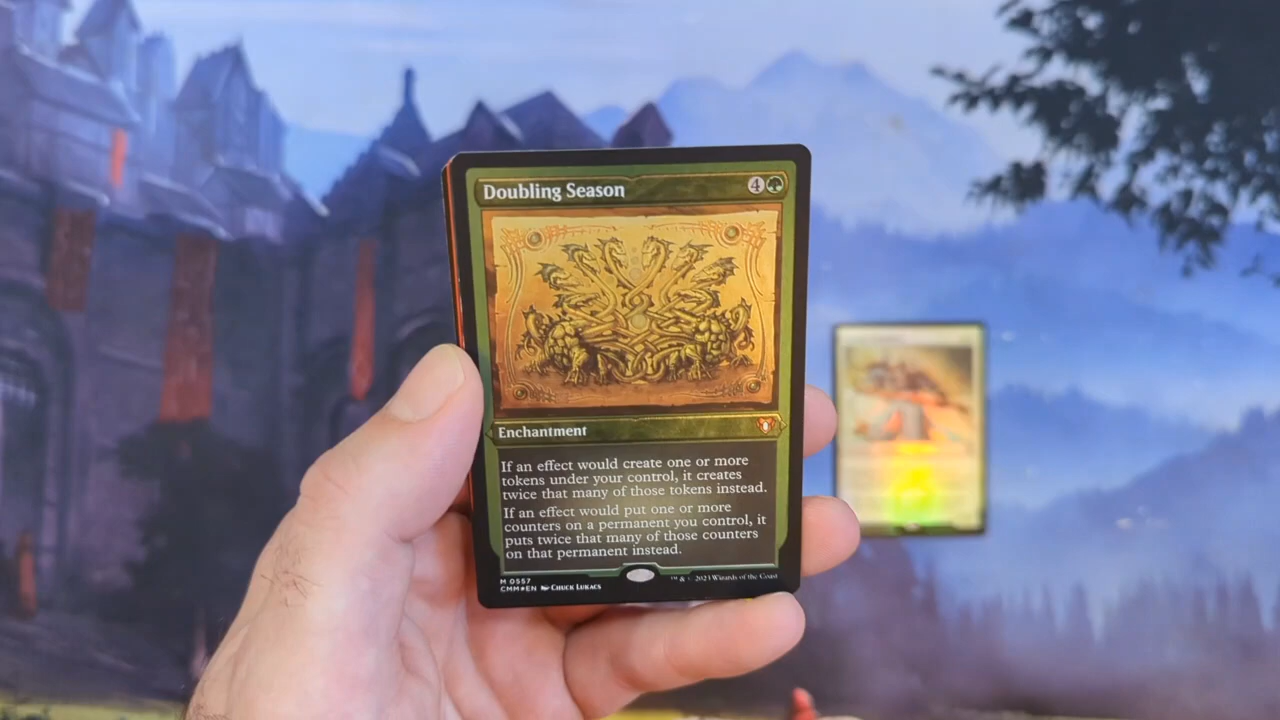 Doubling Season 4
Enchantment
If an effect would create one or more
tokens under your control, it creates
twice that many of those tokens instead.
If an effect would put one or more
counters on a permanent you control, it
puts twice that many of those counters
on that permanent instead.
M 0557
CMM★EN Chuck Lukacs
™ & © 2023 Wizards of the Coast